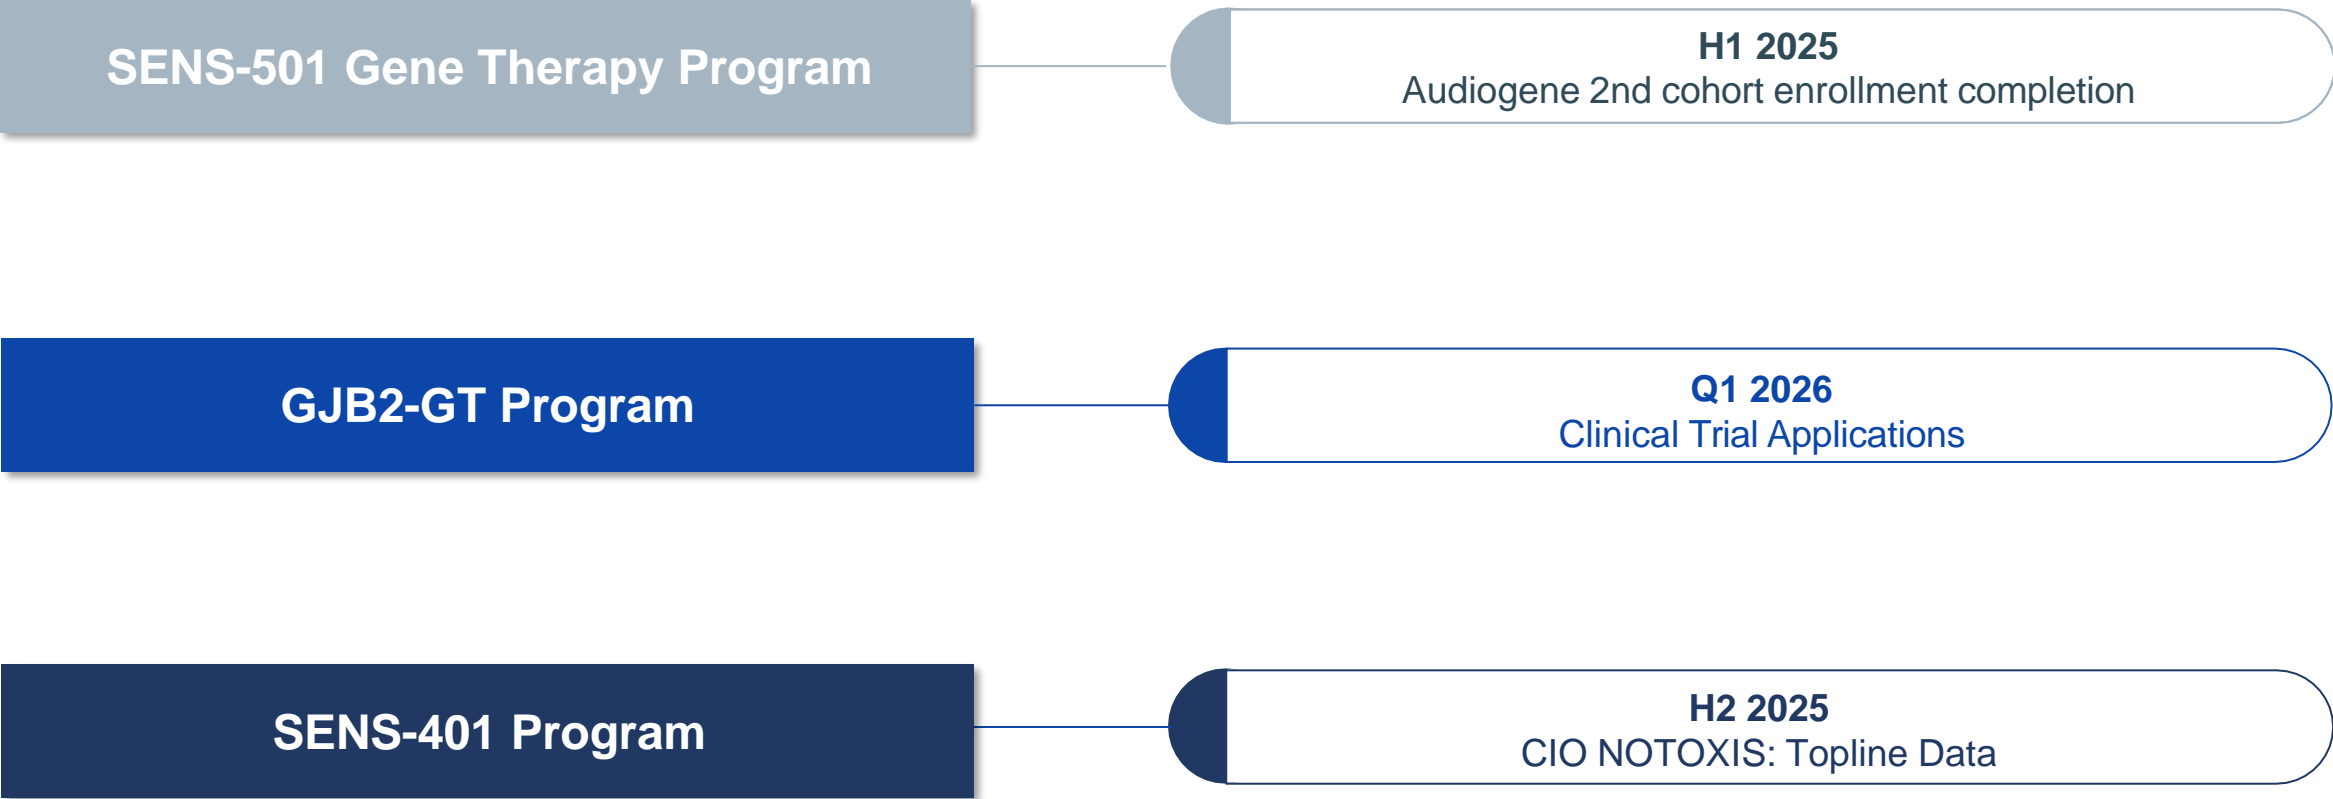 SENS-501 Gene Therapy Program
H1 2025
Audiogene 2nd cohort enrollment completion
GJB2-GT Program
Q1 2026
Clinical Trial Applications
SENS-401 Program
H2 2025
CIO NOTOXIS: Topline Data